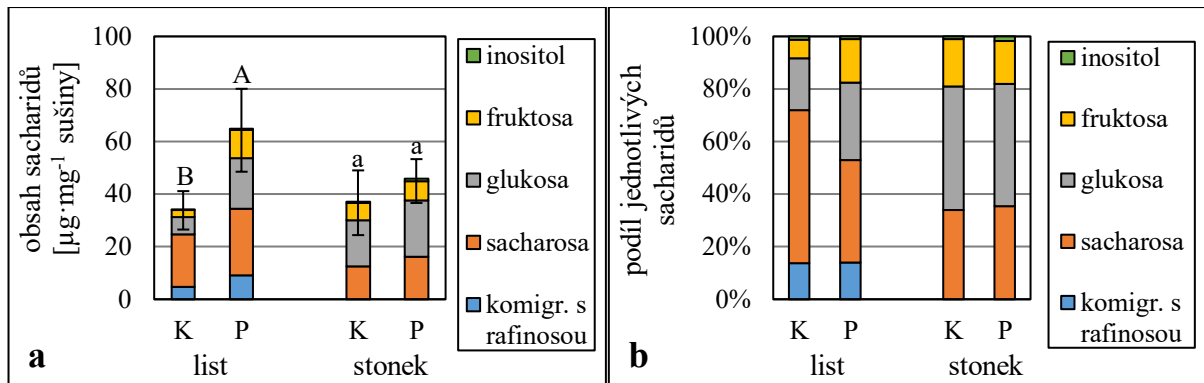 obsah sacharidů
[µg·mg⁻¹ sušiny]
100
80
60
40
20
0
B
A
a
a
K
P
K
P
list
stonek
inositol
fruktosa
glukosa
sacharosa
komigr. s
rafinosou
a
podíl jednotlivých
sacharidů
100%
80%
60%
40%
20%
0%
K
P
K
P
list
stonek
inositol
fruktosa
glukosa
sacharosa
komigr. s
rafinosou
b